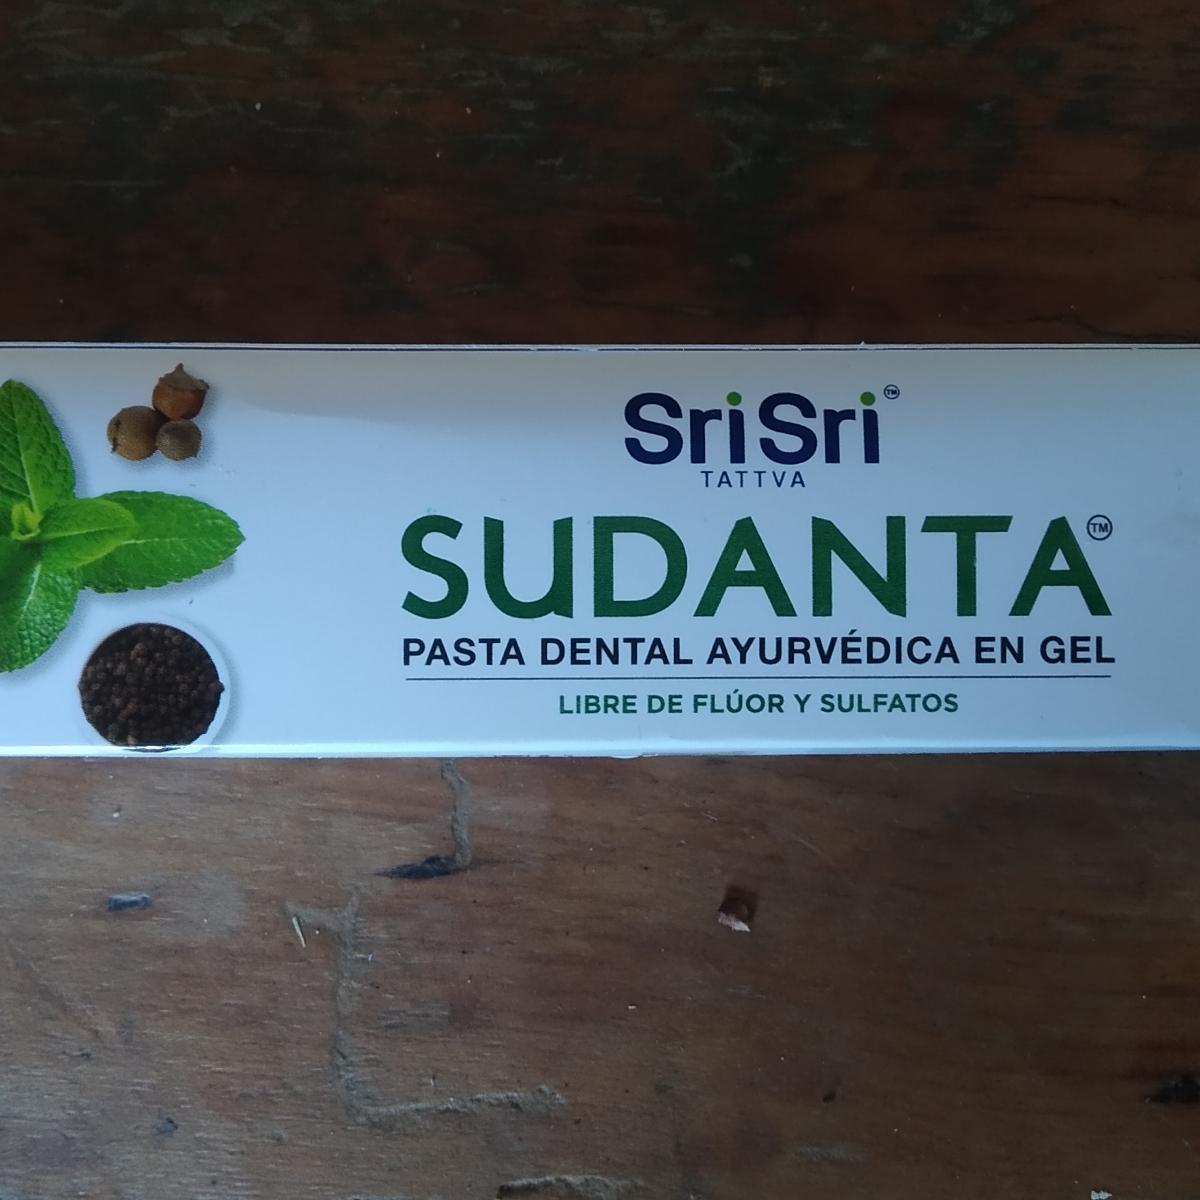 SriSri™
TATTVA
SUDANTA™
PASTA DENTAL AYURVÉDICA EN GEL
LIBRE DE FLÚOR Y SULFATOS